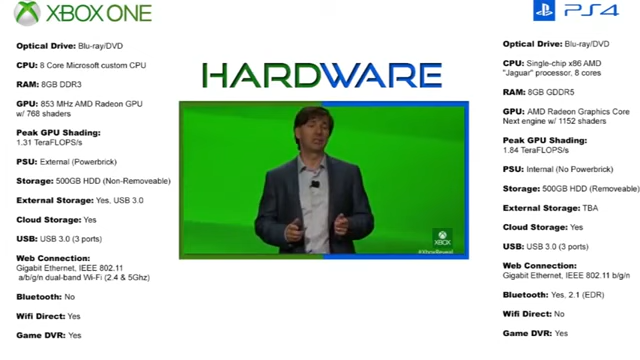 XBOX ONE
Optical Drive: Blu-ray/DVD
CPU: 8 Core Microsoft custom CPU
RAM: 8GB DDR3
GPU: 853 MHz AMD Radeon GPU
w/ 768 shaders
Peak GPU Shading:
1.31 TeraFLOPS/s
PSU: External (Powerbrick)
Storage: 500GB HDD (Non-Removeable)
External Storage: Yes, USB 3.0
Cloud Storage: Yes
USB: USB 3.0 (3 ports)
Web Connection:
Gigabit Ethernet, IEEE 802.11
a/b/g/n dual-band Wi-Fi (2.4 & 5Ghz)
Bluetooth: No
Wifi Direct: Yes
Game DVR: Yes
HARDWARE
XBOX
PS4
Optical Drive: Blu-ray/DVD
CPU: Single-chip x86 AMD
"Jaguar" processor, 8 cores
RAM: 8GB GDDR5
GPU: AMD Radeon Graphics Core
Next engine w/ 1152 shaders
Peak GPU Shading:
1.84 TeraFLOPS/s
PSU: Internal (No Powerbrick)
Storage: 500GB HDD (Removeable)
External Storage: TBA
Cloud Storage: Yes
USB: USB 3.0 (3 ports)
Web Connection:
Gigabit Ethernet, IEEE 802.11 b/g/n
Bluetooth: Yes, 2.1 (EDR)
Wifi Direct: No
Game DVR: Yes